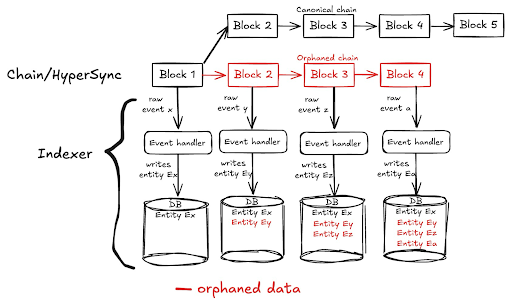 Canonical chain
Block 2
Block 3
Block 4
Block 5
Orphaned chain
Chain/HyperSync
Block 1
Block 2
Block 3
Block 4
raw
event x
raw
event y
raw
event z
raw
event a
Indexer
Event handler
Event handler
Event handler
Event handler
writes
entity Ex
writes
entity Ey
writes
entity Ez
writes
entity Ea
DB
Entity Ex
DB
Entity Ex
Entity Ey
DB
Entity Ex
Entity Ey
Entity Ez
DB
Entity Ex
Entity Ey
Entity Ez
Entity Ea
orphaned data